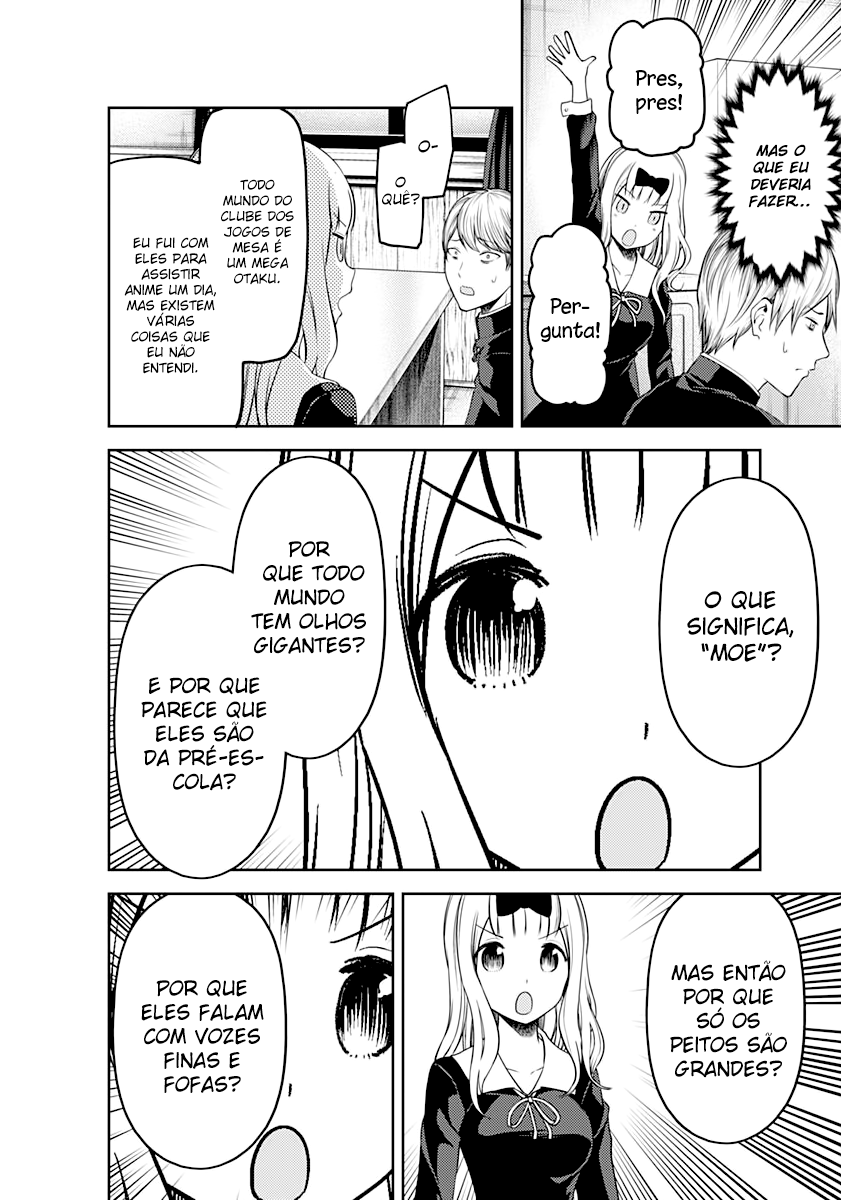 MAS O
QUE EU
DEVERIA
FAZER...
Pres,
pres!
Per-
gunta!
O-
O
QUÊ?
TODO
MUNDO DO
CLUBE DOS
JOGOS DE
MESA É
UM MEGA
OTAKU.
EU FUI COM
ELES PARA
ASSISTIR
ANIME UM DIA,
MAS EXISTEM
VÁRIAS
COISAS QUE
EU NÃO
ENTENDI.
O QUE
SIGNIFICA,
"MOE"?
POR
QUE TODO
MUNDO
TEM OLHOS
GIGANTES?
E POR QUE
PARECE QUE
ELES SÃO
DA PRÉ-ES-
COLA?
MAS ENTÃO
POR QUE
SÓ OS
PEITOS SÃO
GRANDES?
POR QUE
ELES FALAM
COM VOZES
FINAS E
FOFAS?